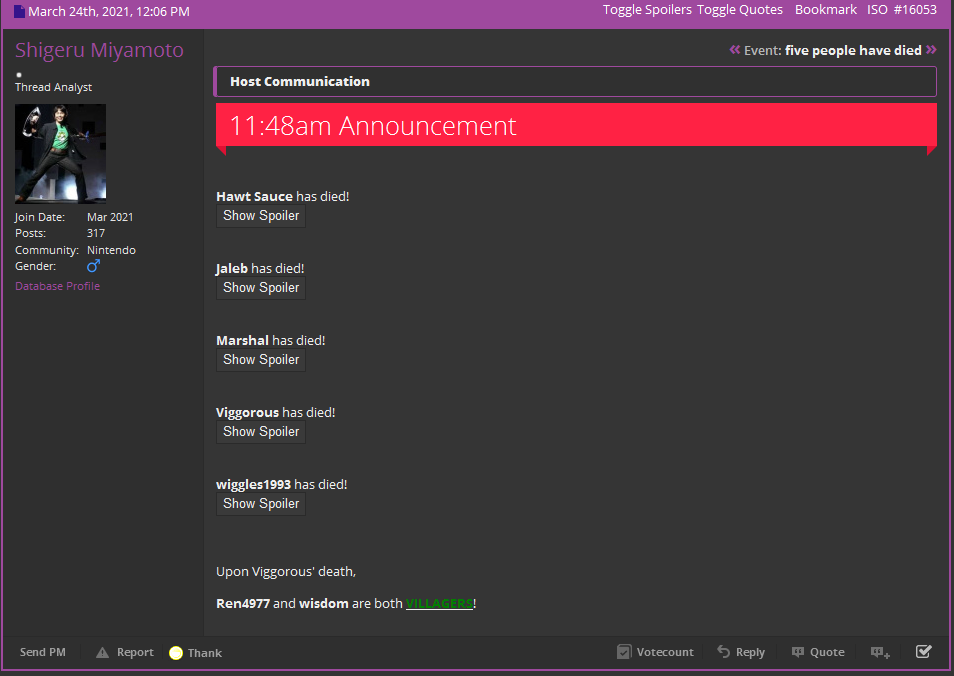 March 24th, 2021, 12:06 PM Toggle Spoilers Toggle Quotes Bookmark ISO #16053
Shigeru Miyamoto
Thread Analyst
Join Date: Mar 2021
Posts: 317
Community: Nintendo
Gender: ♂
Database Profile
« Event: five people have died »
Host Communication
11:48am Announcement
Hawt Sauce has died!
Show Spoiler
Jaleb has died!
Show Spoiler
Marshal has died!
Show Spoiler
Viggorous has died!
Show Spoiler
wiggles1993 has died!
Show Spoiler
Upon Viggorous' death,
Ren4977 and wisdom are both VILLAGERS!
Send PM Report Thank Votecount Reply Quote